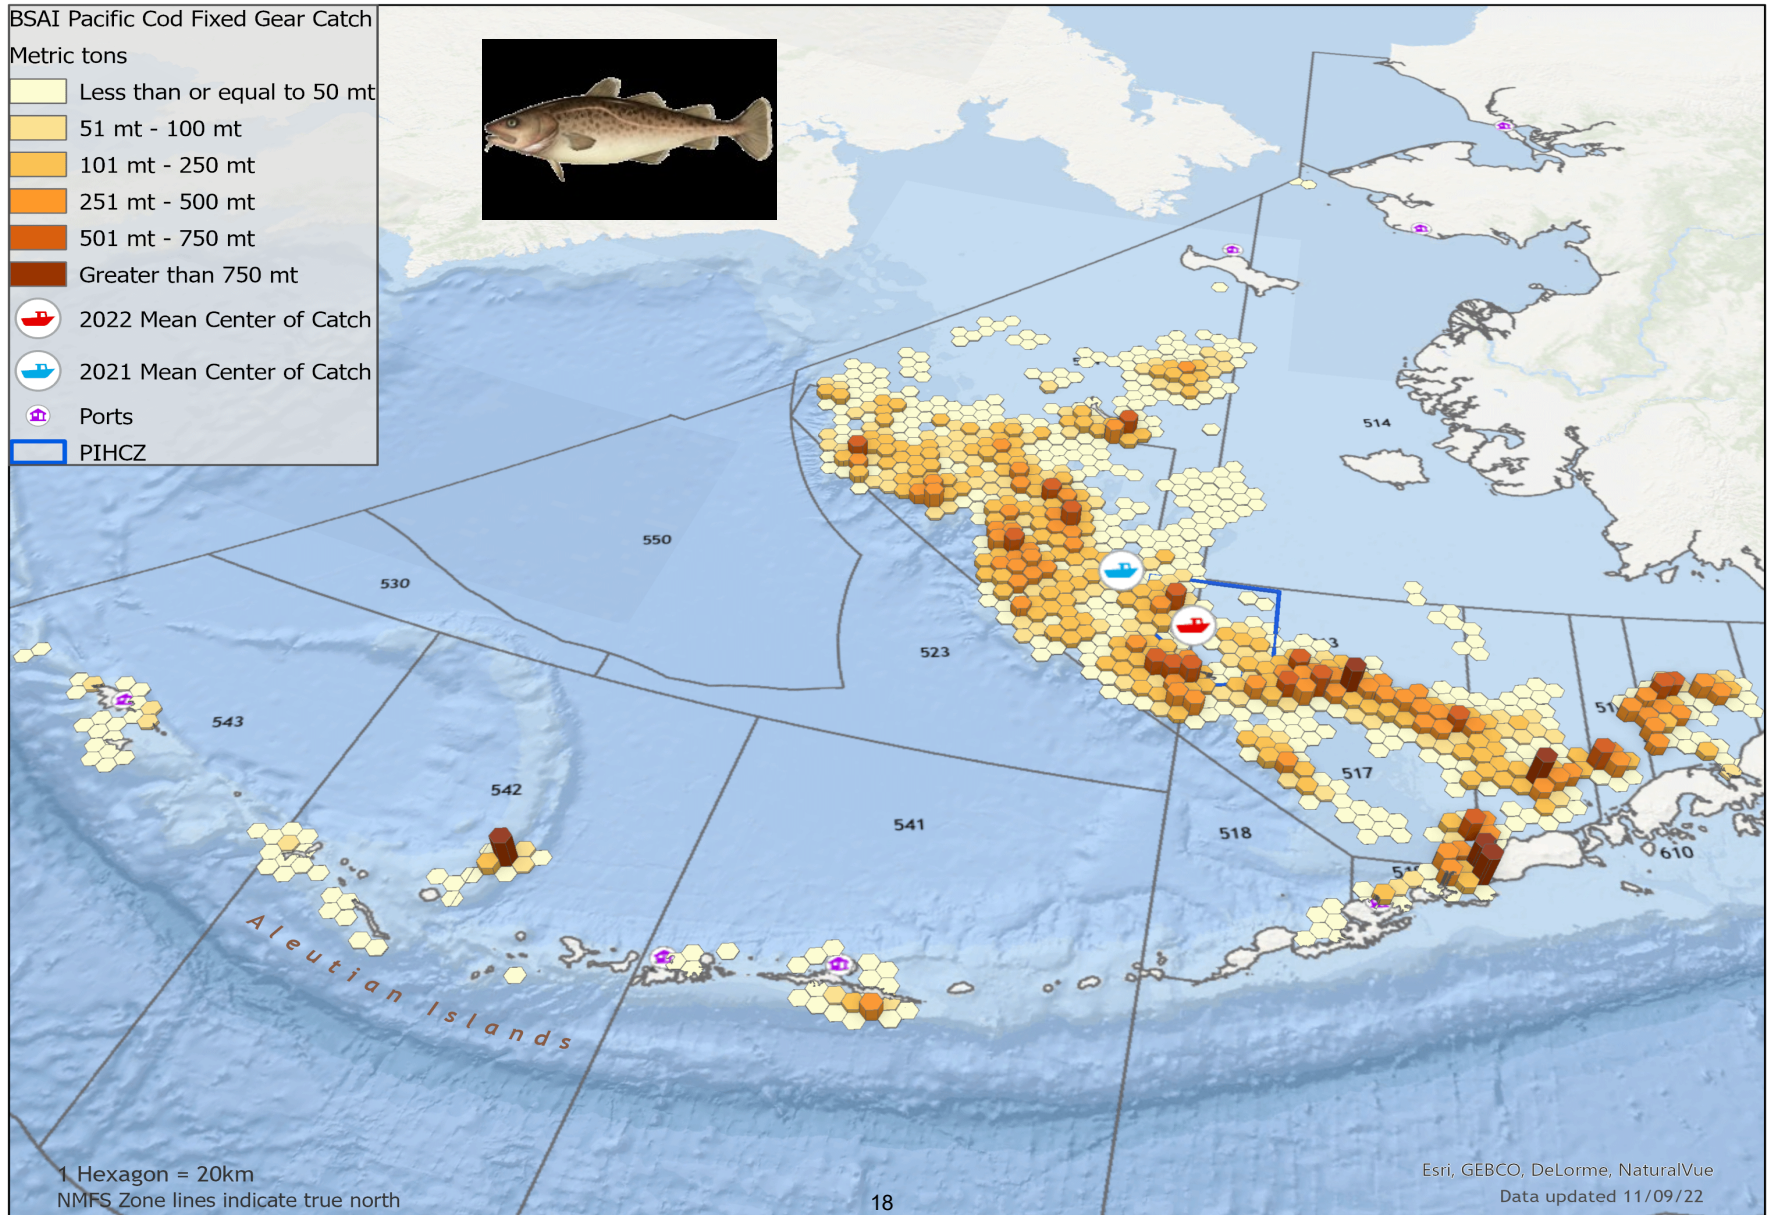 BSAI Pacific Cod Fixed Gear Catch
Metric tons
Less than or equal to 50 mt
51 mt - 100 mt
101 mt - 250 mt
251 mt - 500 mt
501 mt - 750 mt
Greater than 750 mt
2022 Mean Center of Catch
2021 Mean Center of Catch
Ports
PIHCZ
514
550
530
523
543
517
542
541
518
610
Aleutian Islands
1 Hexagon = 20km
NMFS Zone lines indicate true north
18
Esri, GEBCO, DeLorme, NaturalVue
Data updated 11/09/22